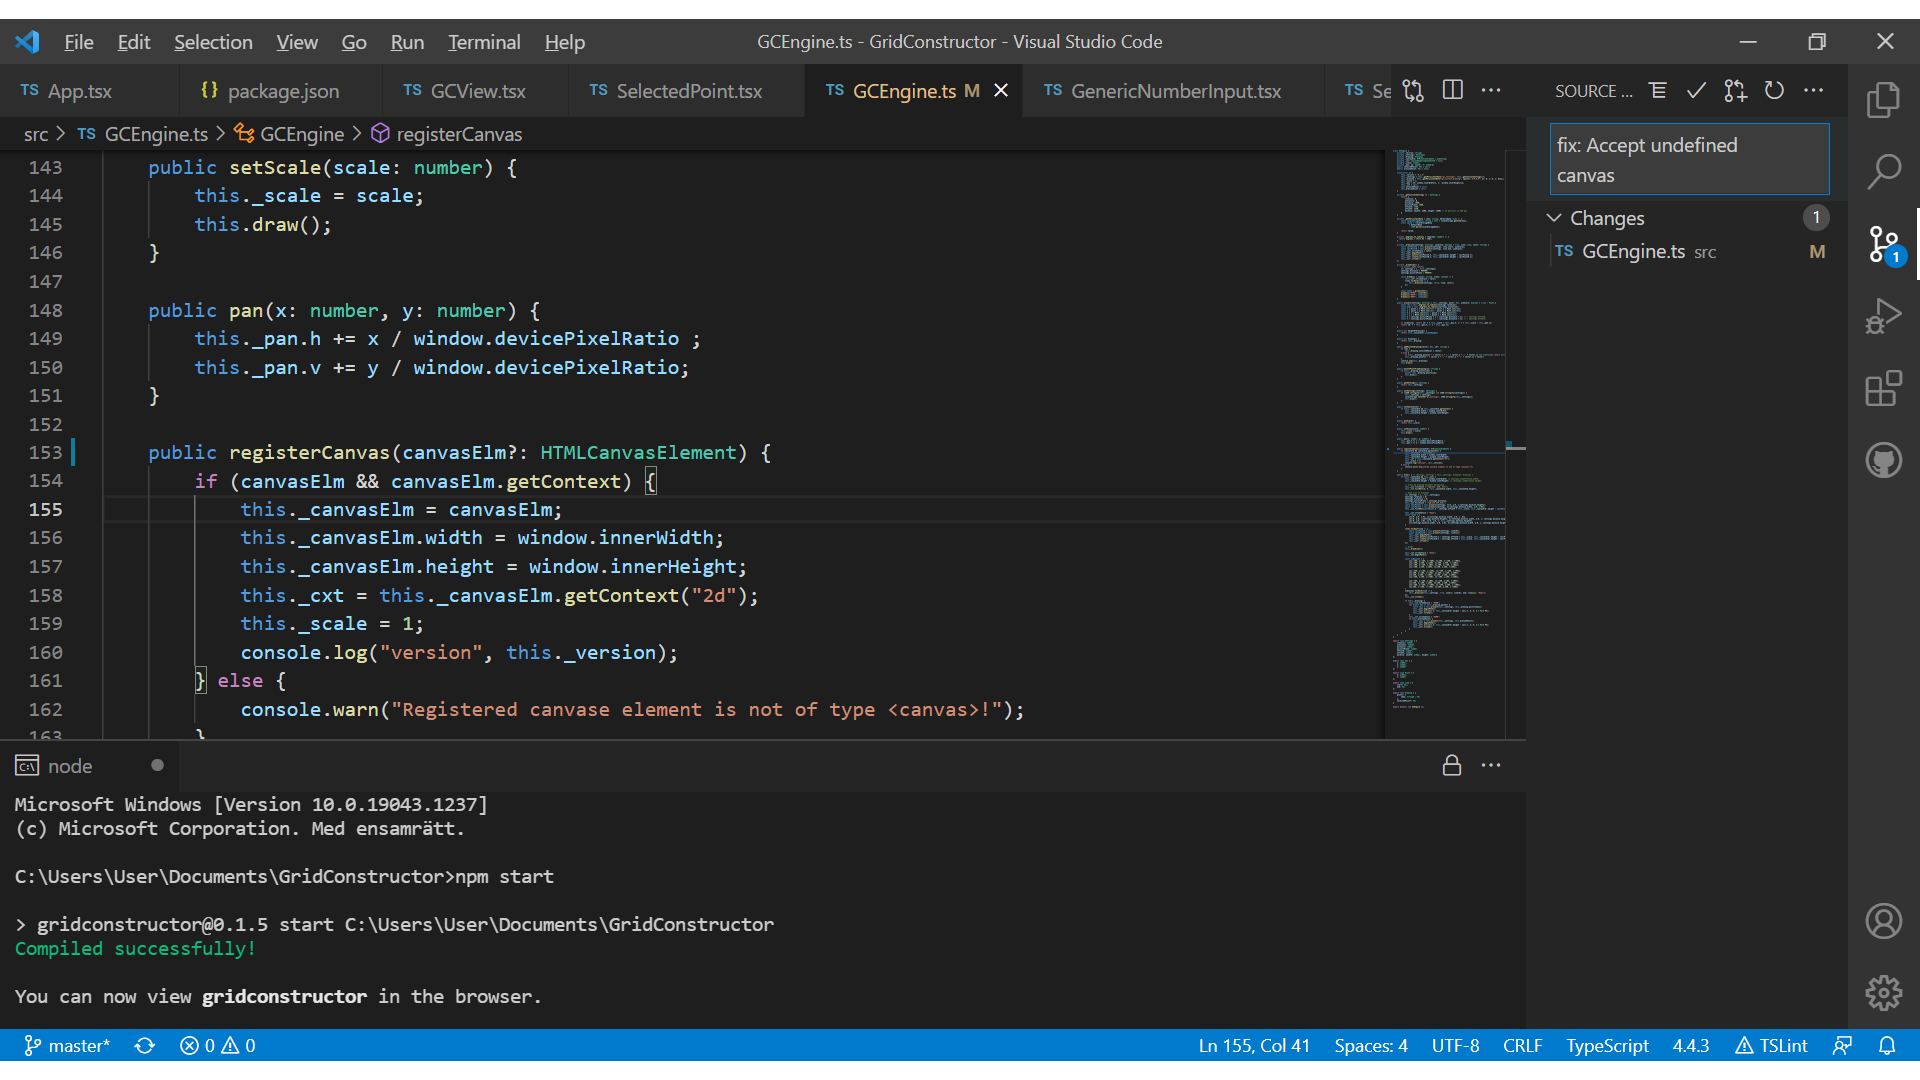 File Edit Selection View Go Run Terminal Help
GCEngine.ts - GridConstructor - Visual Studio Code
TS App.tsx
{} package.json
TS GCView.tsx
TS SelectedPoint.tsx
TS GCEngine.ts M
TS GenericNumberInput.tsx
TS Se
SOURCE ...
src > TS GCEngine.ts > GCEngine > registerCanvas
143 public setScale(scale: number) {
144 this._scale = scale;
145 this.draw();
146 }
147
148 public pan(x: number, y: number) {
149 this._pan.h += x / window.devicePixelRatio ;
150 this._pan.v += y / window.devicePixelRatio;
151 }
152
153 public registerCanvas(canvasElm?: HTMLCanvasElement) {
154 if (canvasElm && canvasElm.getContext) {
155 this._canvasElm = canvasElm;
156 this._canvasElm.width = window.innerWidth;
157 this._canvasElm.height = window.innerHeight;
158 this._cxt = this._canvasElm.getContext("2d");
159 this._scale = 1;
160 console.log("version", this._version);
161 } else {
162 console.warn("Registered canvase element is not of type <canvas>!");
163 }
fix: Accept undefined
canvas
Changes 1
TS GCEngine.ts src M
1
node
Microsoft Windows [Version 10.0.19043.1237]
(c) Microsoft Corporation. Med ensamrätt.
C:\Users\User\Documents\GridConstructor>npm start
> gridconstructor@0.1.5 start C:\Users\User\Documents\GridConstructor
Compiled successfully!
You can now view gridconstructor in the browser.
master* 0 0
Ln 155, Col 41 Spaces: 4 UTF-8 CRLF TypeScript 4.4.3 TSLint